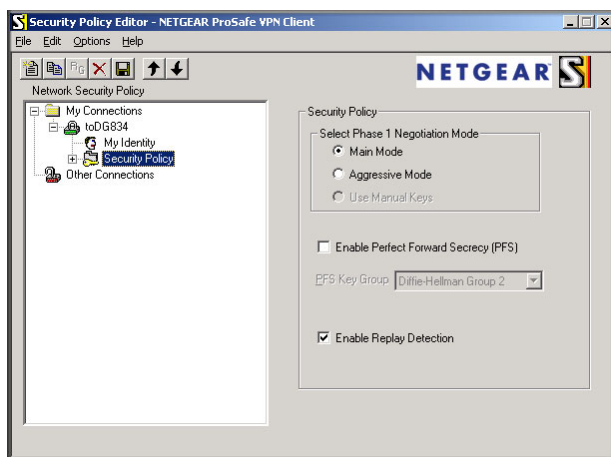 Security Policy Editor - NETGEAR ProSafe VPN Client
File Edit Options Help
NETGEAR
Network Security Policy
My Connections
toDG834
My Identity
Security Policy
Other Connections
Security Policy
Select Phase 1 Negotiation Mode
Main Mode
Aggressive Mode
Use Manual Keys
Enable Perfect Forward Secrecy (PFS)
PFS Key Group Diffie-Hellman Group 2
Enable Replay Detection